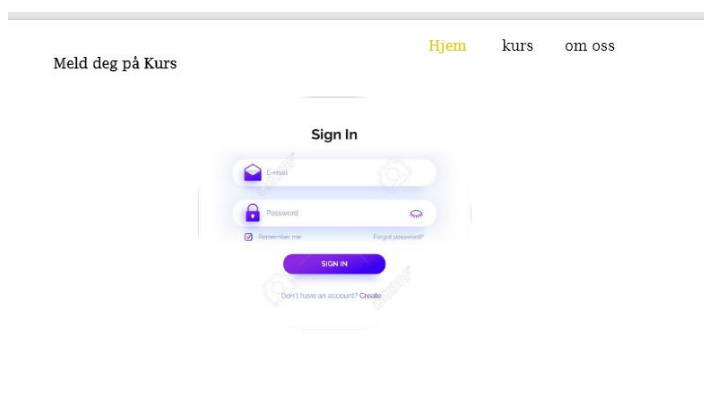 Hjem kurs om oss
Meld deg på Kurs
Sign In
E-mail
Password
Remember me Forgot password?
SIGN IN
Don't have an account? Create